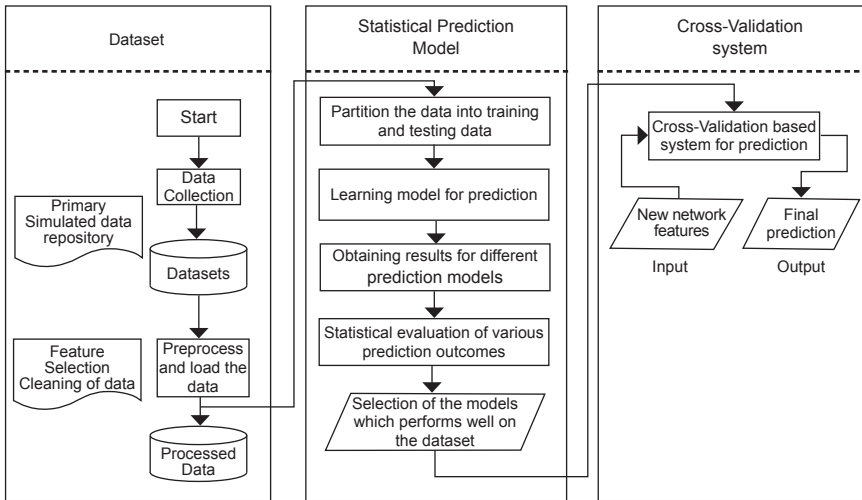 Dataset
Start
Data
Collection
Primary
Simulated data
repository
Datasets
Feature
Selection
Cleaning of data
Preprocess
and load the
data
Processed
Data
Statistical Prediction
Model
Partition the data into training
and testing data
Learning model for prediction
Obtaining results for different
prediction models
Statistical evaluation of various
prediction outcomes
Selection of the models
which performs well on
the dataset
Cross-Validation
system
Cross-Validation based
system for prediction
New network
features
Input
Final
prediction
Output